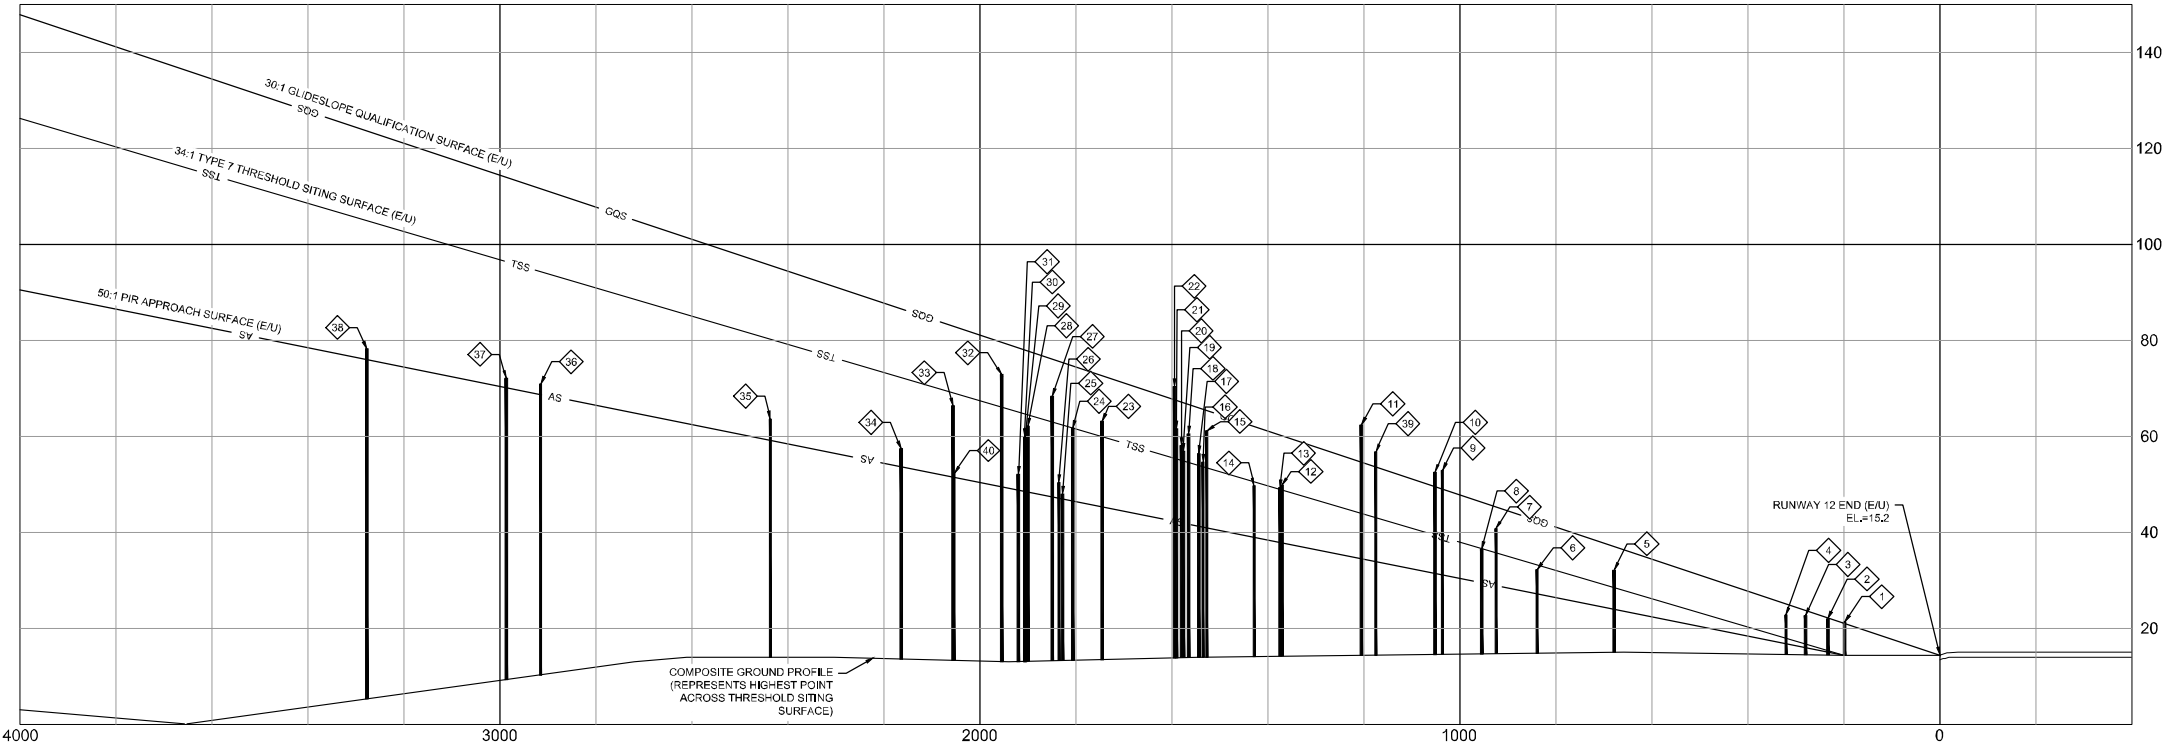 140
30:1 GLIDESLOPE QUALIFICATION SURFACE (E/U)
GQS
120
34:1 TYPE 7 THRESHOLD SITING SURFACE (E/U)
TSS
GQS
100
TSS
31
30
22
50:1 PIR APPROACH SURFACE (E/U)
AS
29
21
GQS
38
28
20
27
80
37
36
32
TSS
26
19
33
18
25
17
AS
35
24
23
16
11
34
15
39
10
60
TSS
9
40
AS
14
13
12
8
7
RUNWAY 12 END (E/U)
EL.=15.2
GQS
40
TSS
6
5
4
3
AS
2
1
20
COMPOSITE GROUND PROFILE
(REPRESENTS HIGHEST POINT
ACROSS THRESHOLD SITING
SURFACE)
4000
3000
2000
1000
0